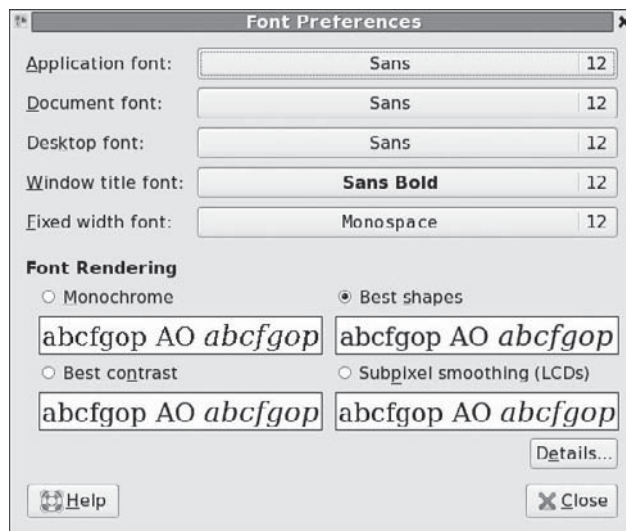 Font Preferences
Application font: Sans 12
Document font: Sans 12
Desktop font: Sans 12
Window title font: Sans Bold 12
Fixed width font: Monospace 12
Font Rendering
Monochrome Best shapes
abcfgop AO abcfgop abcfgop AO abcfgop
Best contrast Subpixel smoothing (LCDs)
abcfgop AO abcfgop abcfgop AO abcfgop
Details...
Help Close